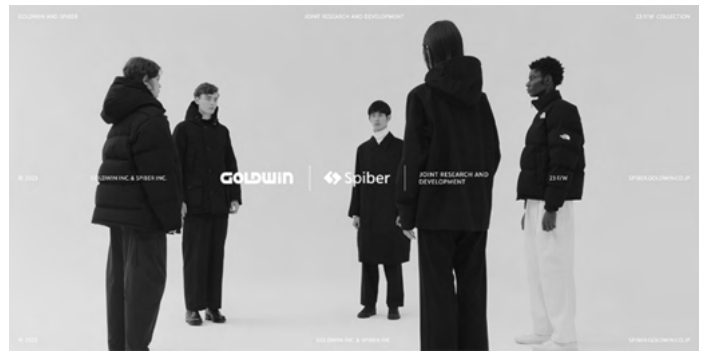 GOLDWIN AND SPIBER
JOINT RESEARCH AND DEVELOPMENT
23 F/W COLLECTION
© 2023
GOLDWIN INC. & SPIBER INC.
GOLDWIN
Spiber
JOINT RESEARCH AND
DEVELOPMENT
23 F/W
SPIBER.GOLDWIN.CO.JP
© 2023
GOLDWIN INC. & SPIBER INC.
SPIBER.GOLDWIN.CO.JP